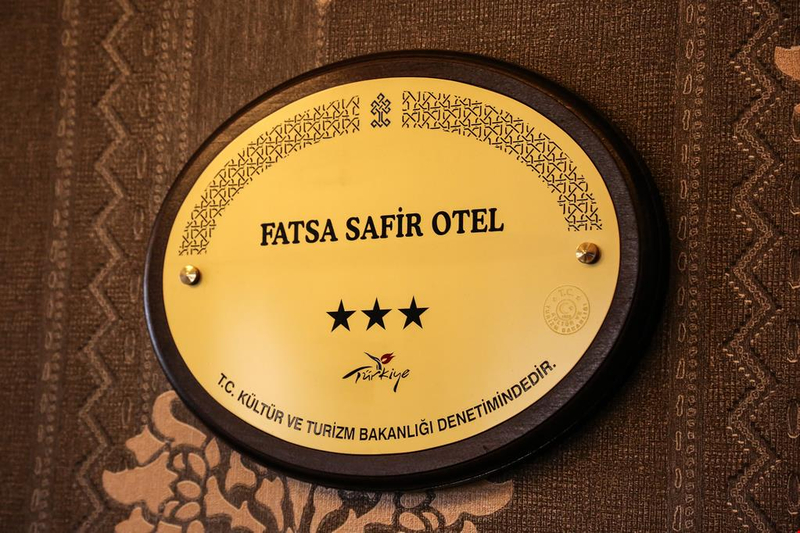 FATSA SAFİR OTEL
★★★
Türkiye
T.C. KÜLTÜR VE TURİZM BAKANLIĞI DENETİMİNDEDİR.